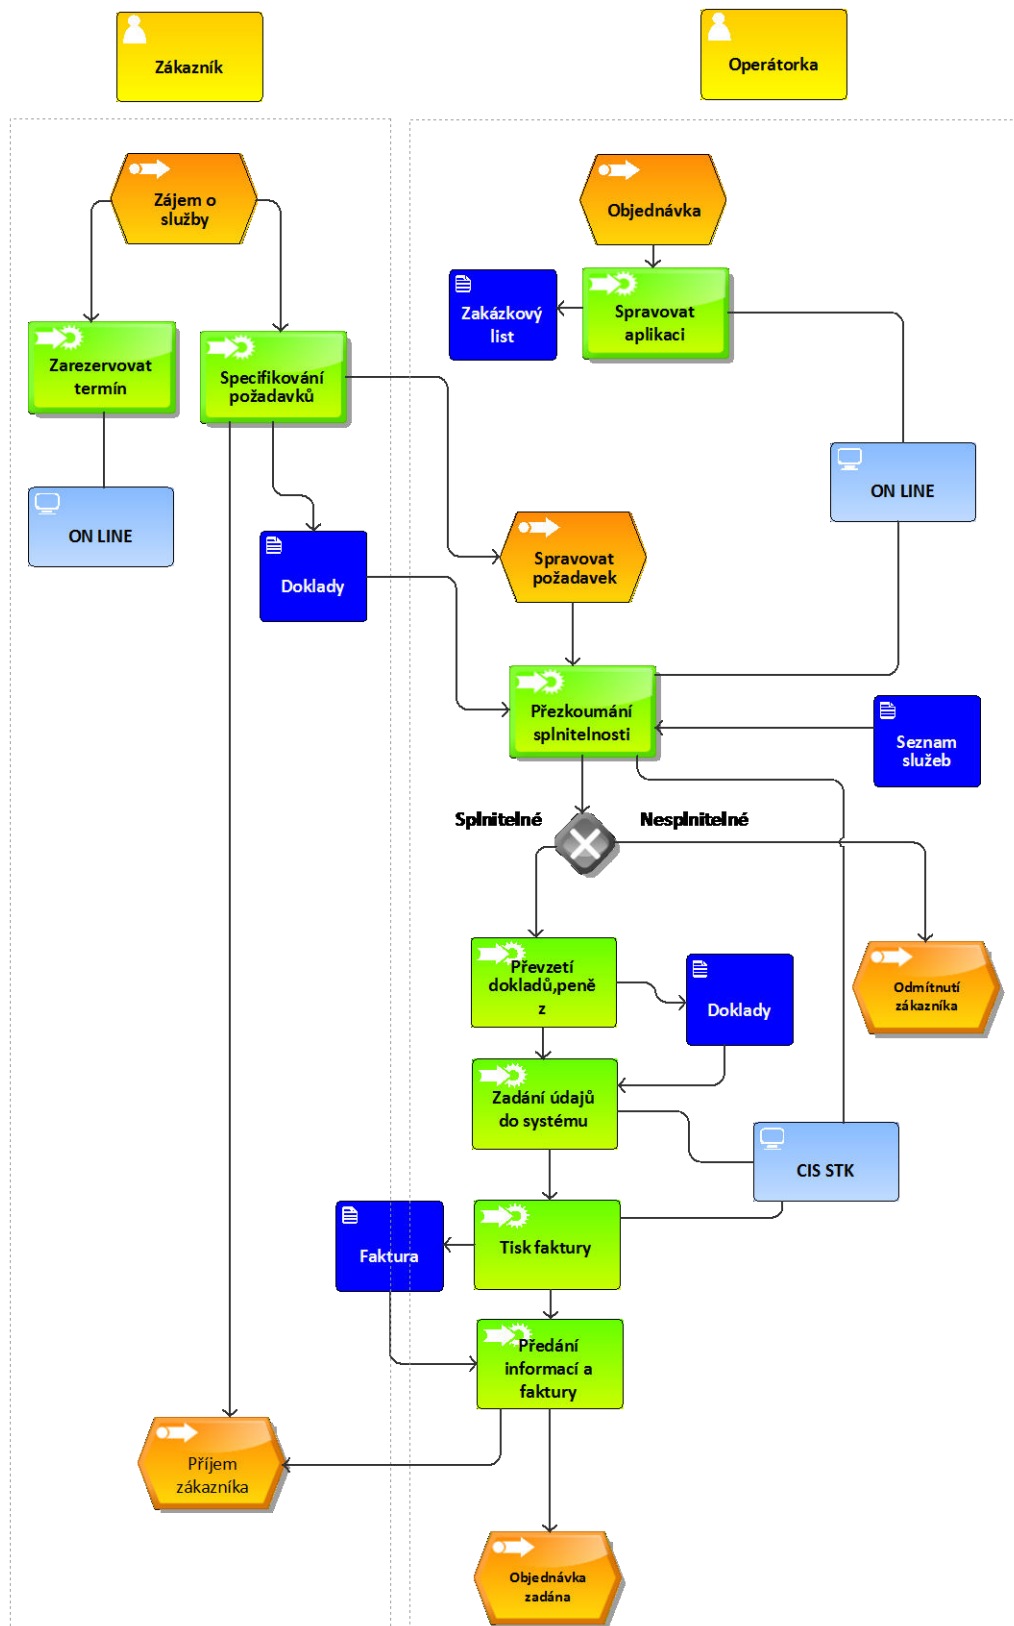 Zákazník
Operátorka
Zájem o
služby
Objednávka
Zakázkový
list
Spravovat
aplikaci
Zarezervovat
termín
Specifikování
požadavků
ON LINE
ON LINE
Doklady
Spravovat
požadavek
Přezkoumání
splnitelnosti
Seznam
služeb
Splnitelné
Nesplnitelné
Převzetí
dokladů,peně
z
Doklady
Odmítnutí
zákazníka
Zadání údajů
do systému
CIS STK
Faktura
Tisk faktury
Předání
informací a
faktury
Příjem
zákazníka
Objednávka
zadána